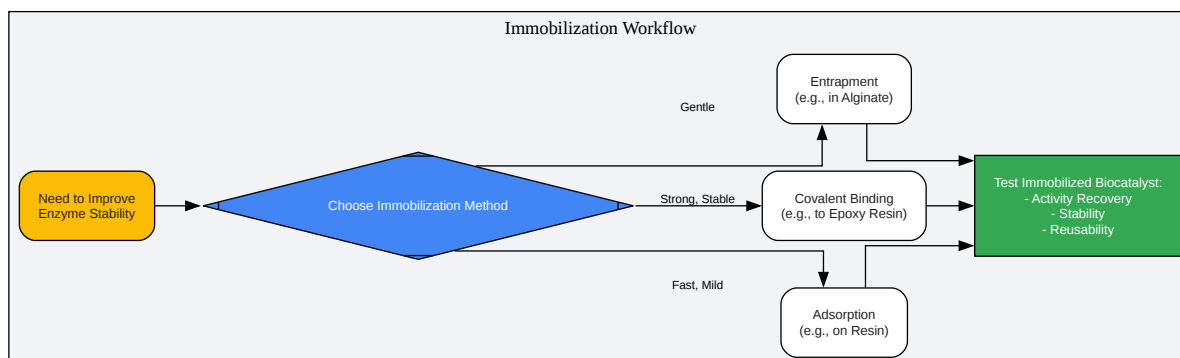 Immobilization Workflow
Need to Improve
Enzyme Stability
Choose Immobilization Method
Gentle
Strong, Stable
Fast, Mild
Entrapment
(e.g., in Alginate)
Covalent Binding
(e.g., to Epoxy Resin)
Adsorption
(e.g., on Resin)
Test Immobilized Biocatalyst:
- Activity Recovery
- Stability
- Reusability